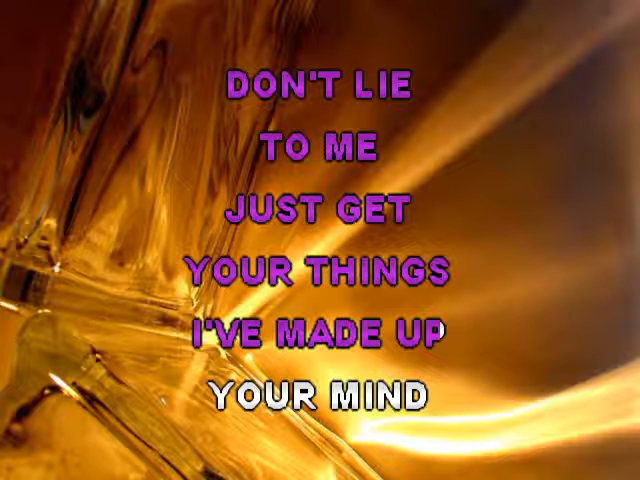 DON'T LIE
TO ME
JUST GET
YOUR THINGS
I'VE MADE UP
YOUR MIND